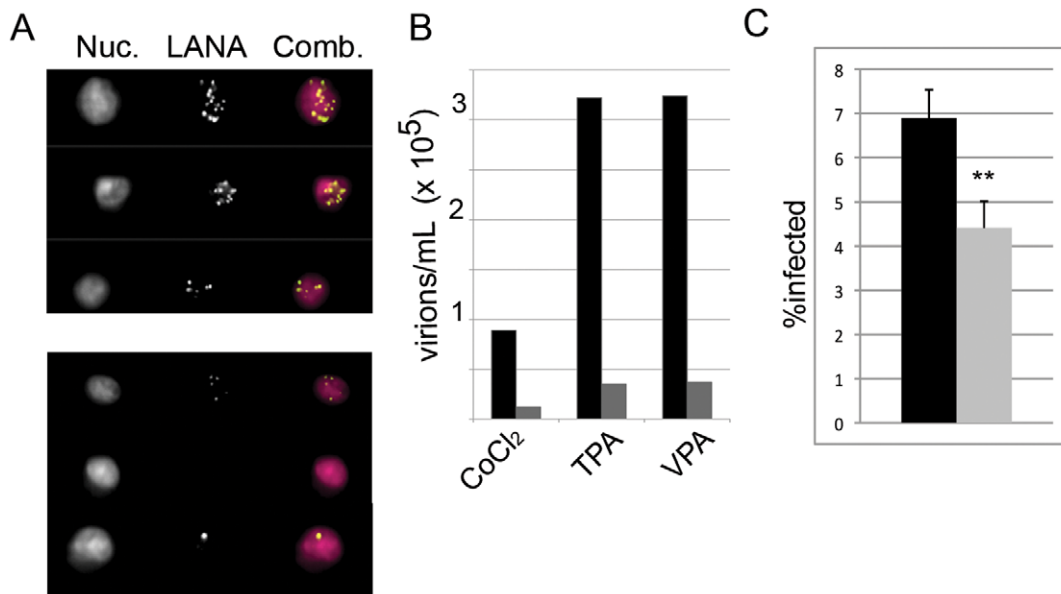 A
Nuc. LANA Comb.
B
virions/mL (x 10⁵)
3
2
1
CoCl₂
TPA
VPA
C
%infected
8
7
6
5
4
3
2
1
0
**